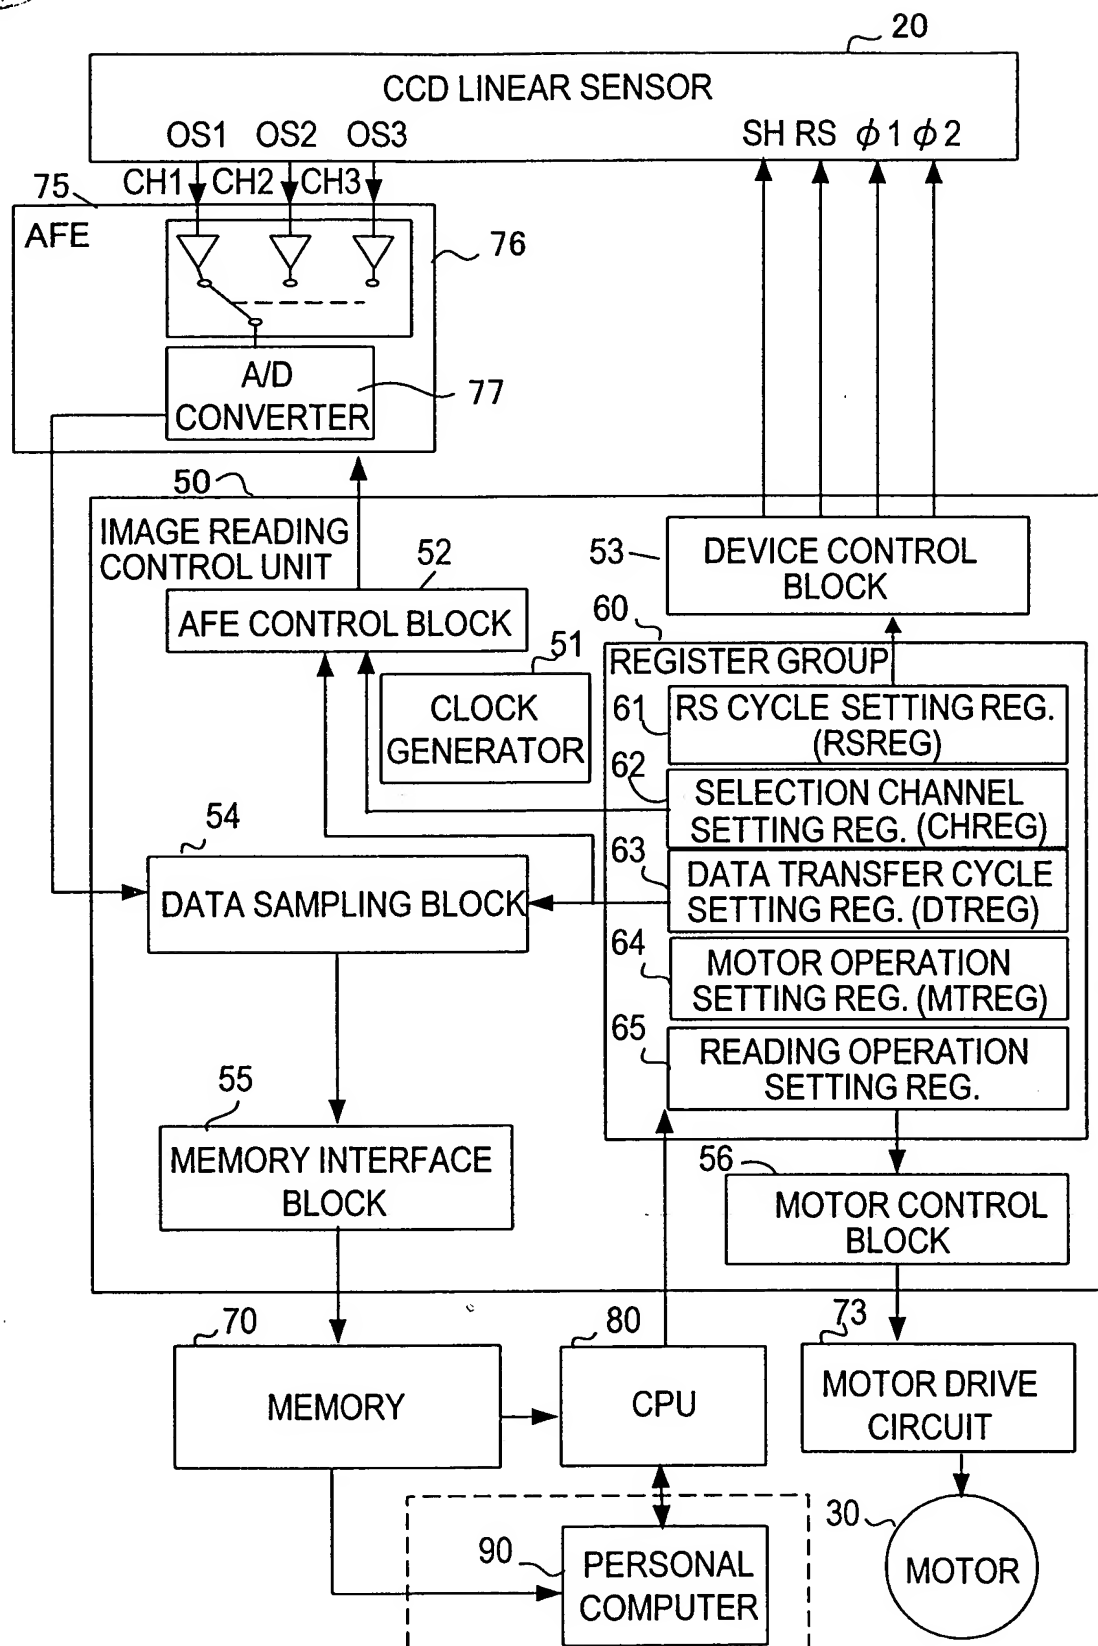 20
CCD LINEAR SENSOR
OS1 OS2 OS3
SH RS ϕ1 ϕ2
CH1 CH2 CH3
75
AFE
76
A/D
CONVERTER
77
50
IMAGE READING
CONTROL UNIT
52
AFE CONTROL BLOCK
53
DEVICE CONTROL
BLOCK
51
CLOCK
GENERATOR
60
REGISTER GROUP
61
RS CYCLE SETTING REG.
(RSREG)
62
SELECTION CHANNEL
SETTING REG. (CHREG)
63
DATA TRANSFER CYCLE
SETTING REG. (DTREG)
64
MOTOR OPERATION
SETTING REG. (MTREG)
65
READING OPERATION
SETTING REG.
54
DATA SAMPLING BLOCK
55
MEMORY INTERFACE
BLOCK
56
MOTOR CONTROL
BLOCK
70
MEMORY
80
CPU
73
MOTOR DRIVE
CIRCUIT
90
PERSONAL
COMPUTER
30
MOTOR